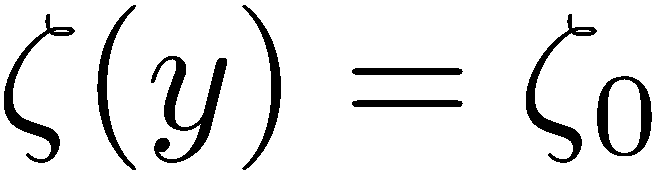 ζ(y) = ζ₀